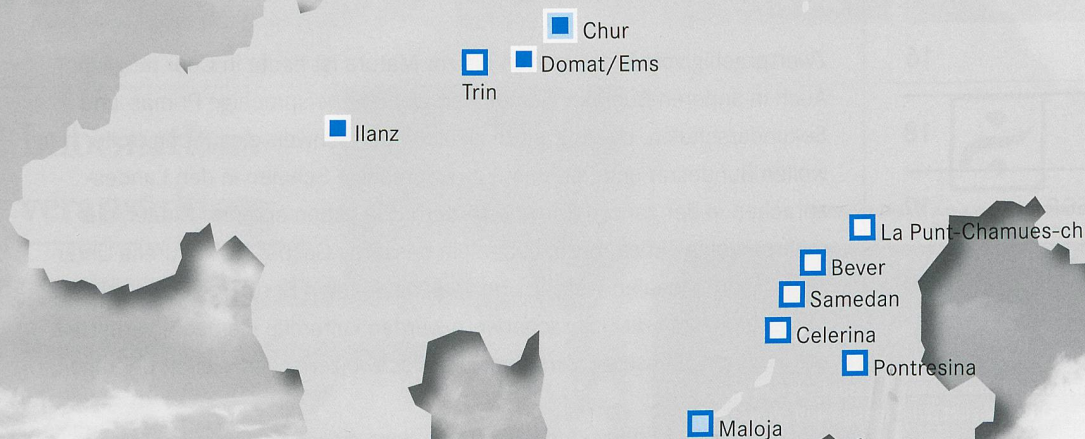 Chur
Domat/Ems
Trin
Ilanz
La Punt-Chamues-ch
Bever
Samedan
Celerina
Pontresina
Maloja